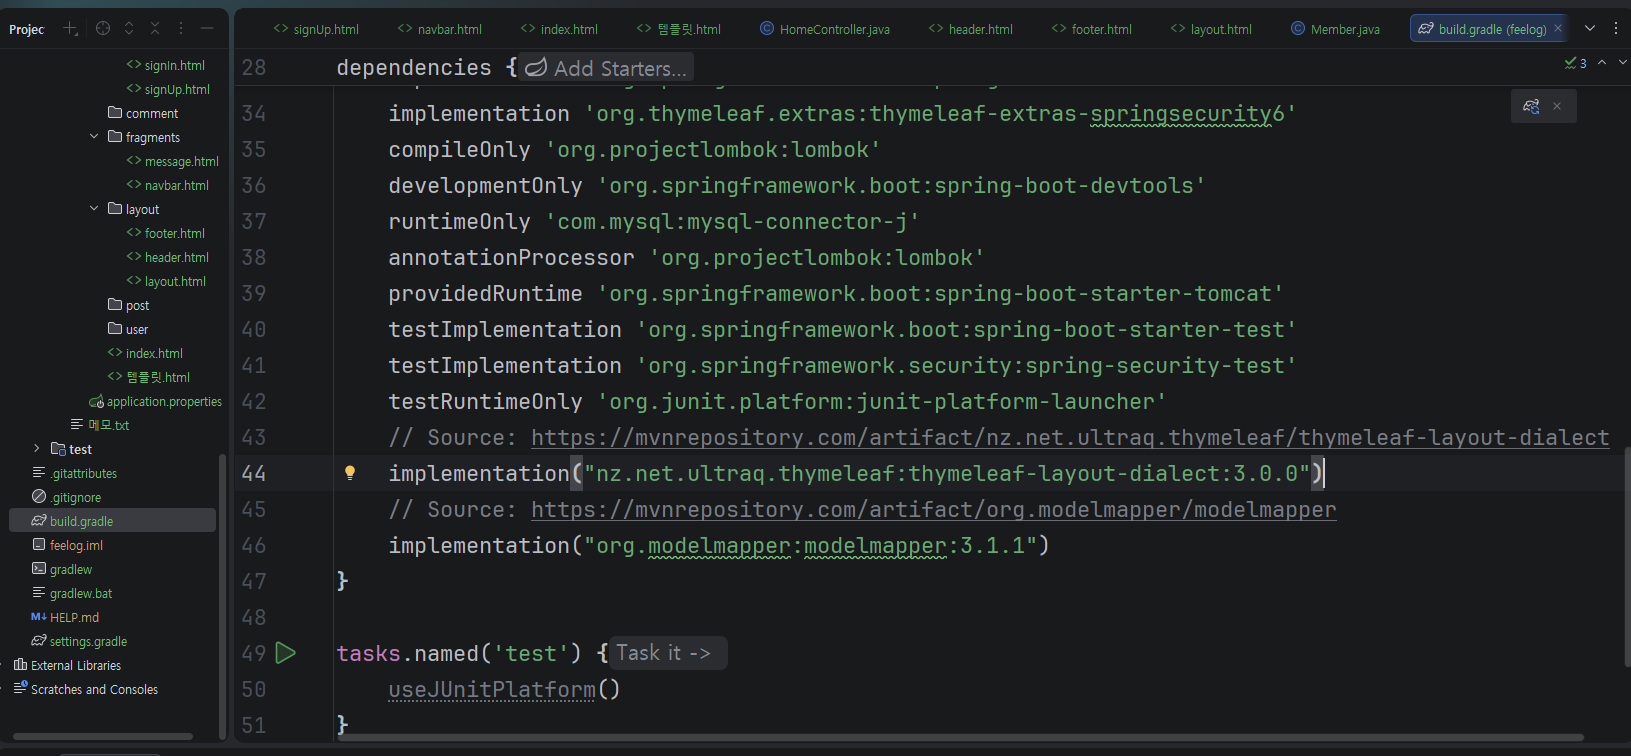 Projec
signUp.html navbar.html index.html 템플릿.html HomeController.java header.html footer.html layout.html Member.java build.gradle (feelog)
signIn.html
signUp.html
comment
fragments
message.html
navbar.html
layout
footer.html
header.html
layout.html
post
user
index.html
템플릿.html
application.properties
메모.txt
test
.gitattributes
.gitignore
build.gradle
feelog.iml
gradlew
gradlew.bat
HELP.md
settings.gradle
External Libraries
Scratches and Consoles
28 dependencies { Add Starters...
3
34 implementation 'org.thymeleaf.extras:thymeleaf-extras-springsecurity6'
35 compileOnly 'org.projectlombok:lombok'
36 developmentOnly 'org.springframework.boot:spring-boot-devtools'
37 runtimeOnly 'com.mysql:mysql-connector-j'
38 annotationProcessor 'org.projectlombok:lombok'
39 providedRuntime 'org.springframework.boot:spring-boot-starter-tomcat'
40 testImplementation 'org.springframework.boot:spring-boot-starter-test'
41 testImplementation 'org.springframework.security:spring-security-test'
42 testRuntimeOnly 'org.junit.platform:junit-platform-launcher'
43 // Source: https://mvnrepository.com/artifact/nz.net.ultraq.thymeleaf/thymeleaf-layout-dialect
44 implementation("nz.net.ultraq.thymeleaf:thymeleaf-layout-dialect:3.0.0")
45 // Source: https://mvnrepository.com/artifact/org.modelmapper/modelmapper
46 implementation("org.modelmapper:modelmapper:3.1.1")
47 }
48
49 tasks.named('test') { Task it ->
50 useJUnitPlatform()
51 }